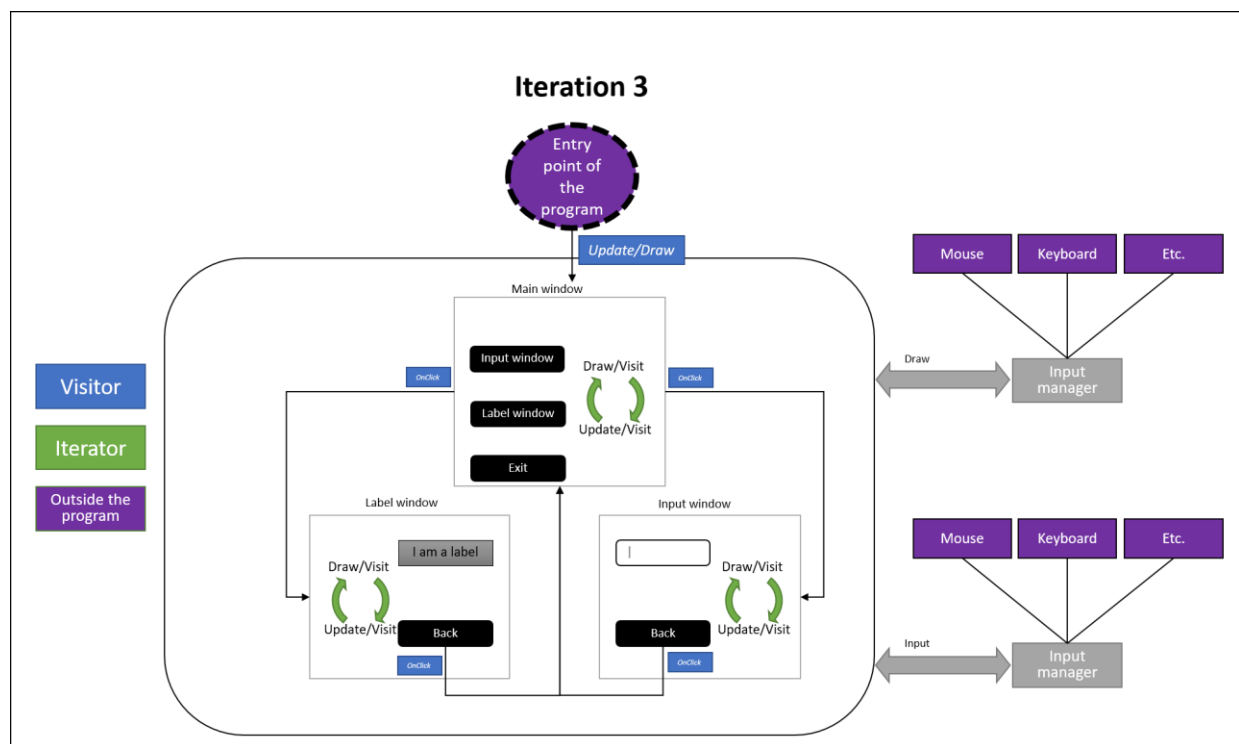 Iteration 3
Entry
point of
the
program
Update/Draw
Main window
Input window
Label window
Exit
Draw/Visit
Update/Visit
OnClick
OnClick
Label window
I am a label
Draw/Visit
Update/Visit
Back
OnClick
Input window
Draw/Visit
Update/Visit
Back
OnClick
Visitor
Iterator
Outside the
program
Mouse
Keyboard
Etc.
Draw
Input
manager
Mouse
Keyboard
Etc.
Input
Input
manager